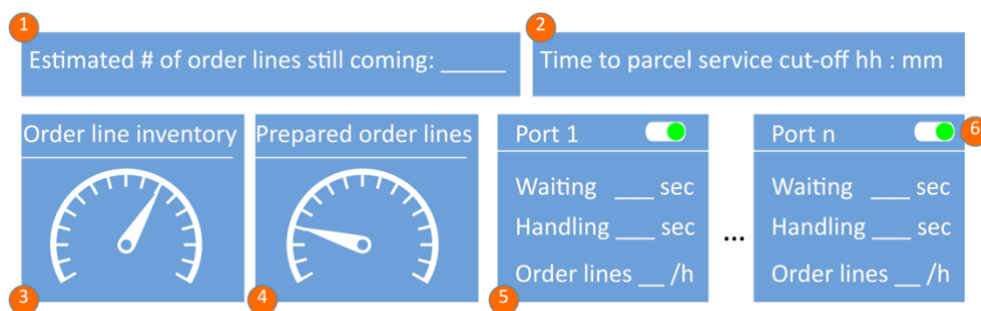 1
2
Estimated # of order lines still coming: _____
Time to parcel service cut-off hh : mm
Order line inventory
Prepared order lines
Port 1
Port n
6
Waiting ___ sec
Waiting ___ sec
Handling ___ sec
Handling ___ sec
...
Order lines __ /h
Order lines __ /h
3
4
5